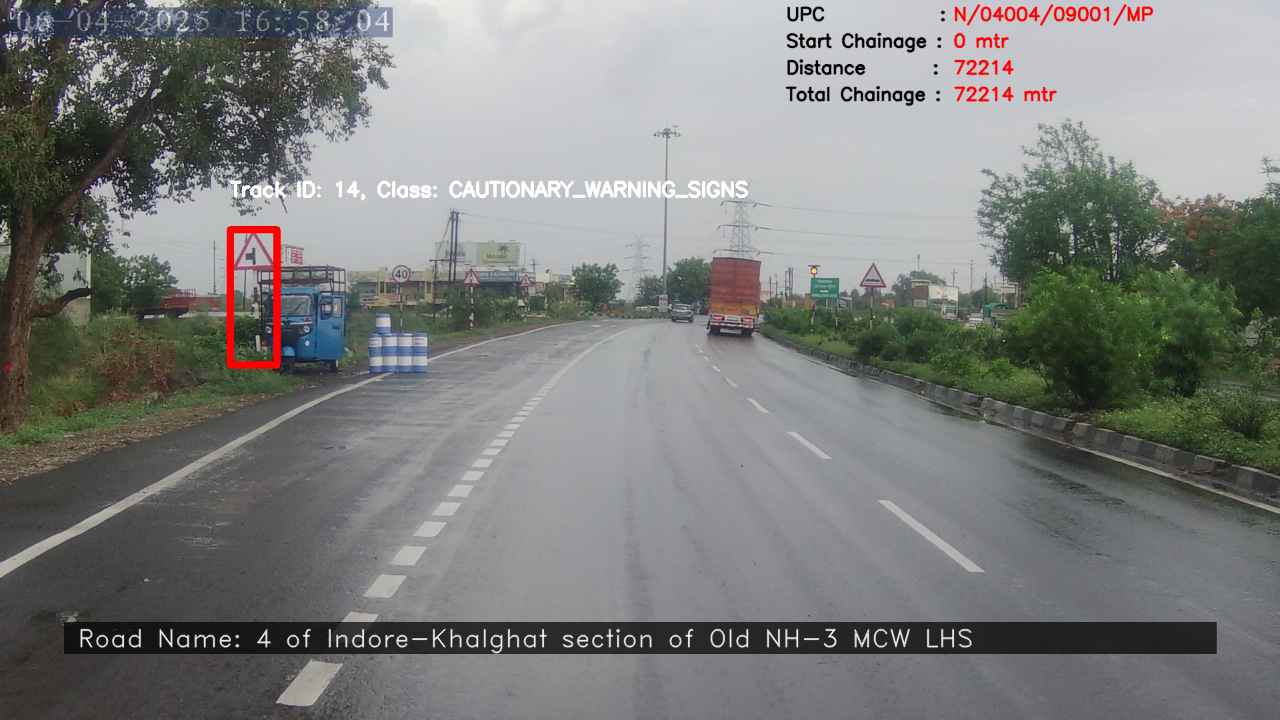 06-04-2025 16:58:04
UPC : N/04004/09001/MP
Start Chainage : 0 mtr
Distance : 72214
Total Chainage : 72214 mtr
Track ID: 14, Class: CAUTIONARY_WARNING_SIGNS
40
Road Name: 4 of Indore-Khalghat section of Old NH-3 MCW LHS